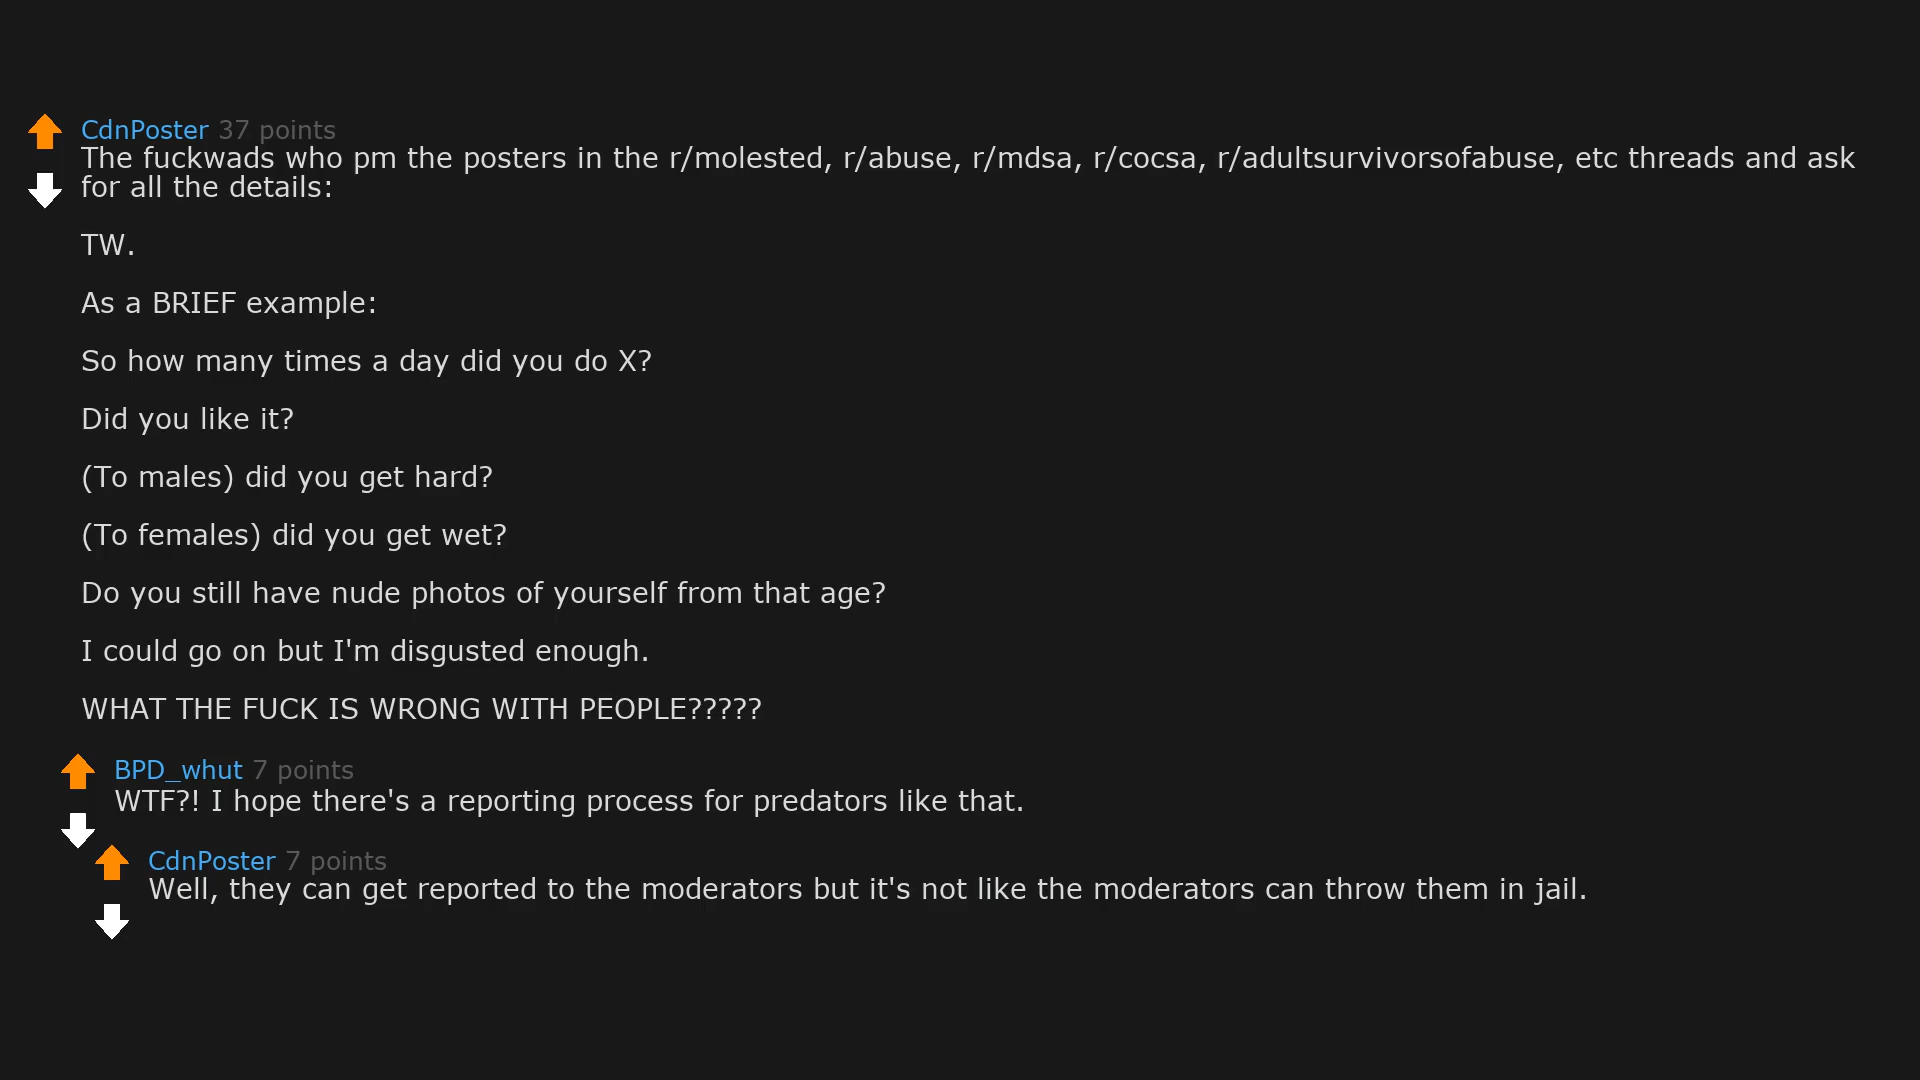 CdnPoster 37 points
The fuckwads who pm the posters in the r/molested, r/abuse, r/mdsa, r/cocsa, r/adultsurvivorsofabuse, etc threads and ask
for all the details:
TW.
As a BRIEF example:
So how many times a day did you do X?
Did you like it?
(To males) did you get hard?
(To females) did you get wet?
Do you still have nude photos of yourself from that age?
I could go on but I'm disgusted enough.
WHAT THE FUCK IS WRONG WITH PEOPLE?????
BPD_whut 7 points
WTF?! I hope there's a reporting process for predators like that.
CdnPoster 7 points
Well, they can get reported to the moderators but it's not like the moderators can throw them in jail.